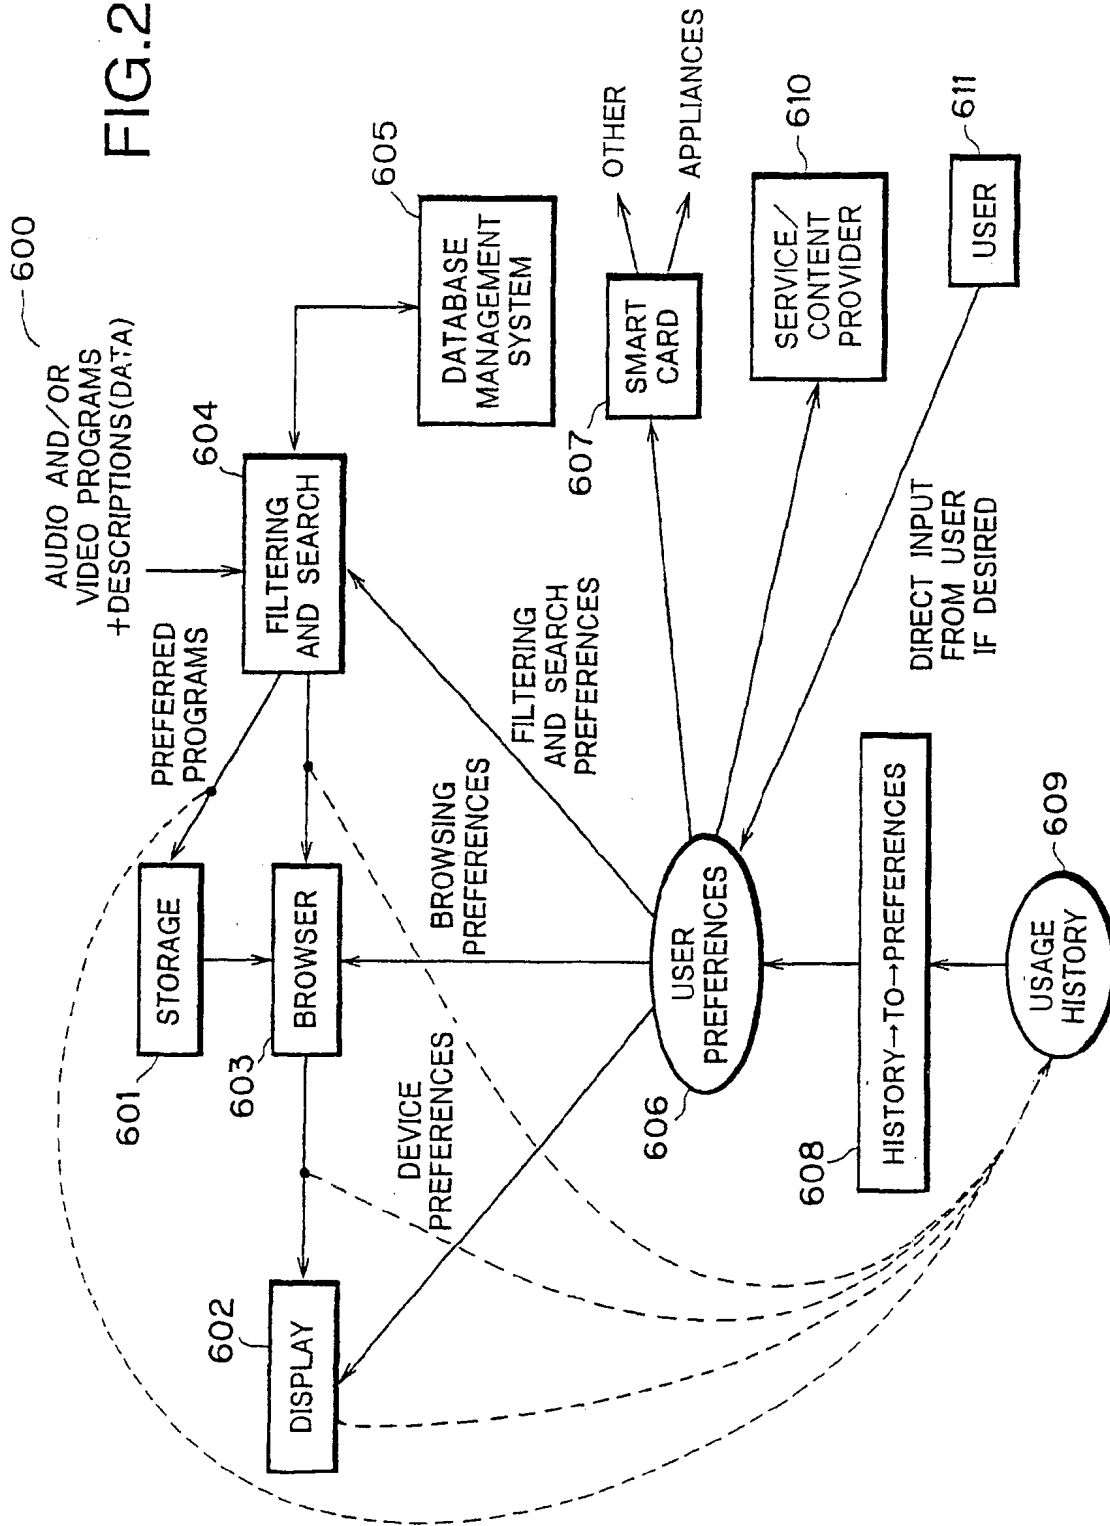 FIG.2
600
AUDIO AND/OR
VIDEO PROGRAMS
+DESCRIPTIONS(DATA)
604
FILTERING
AND SEARCH
605
DATABASE
MANAGEMENT
SYSTEM
PREFERRED
PROGRAMS
601
STORAGE
603
BROWSER
602
DISPLAY
DEVICE
PREFERENCES
BROWSING
PREFERENCES
FILTERING
AND SEARCH
PREFERENCES
607
SMART
CARD
OTHER
APPLIANCES
610
SERVICE/
CONTENT
PROVIDER
611
USER
DIRECT INPUT
FROM USER
IF DESIRED
606
USER
PREFERENCES
608
HISTORY→TO→PREFERENCES
609
USAGE
HISTORY